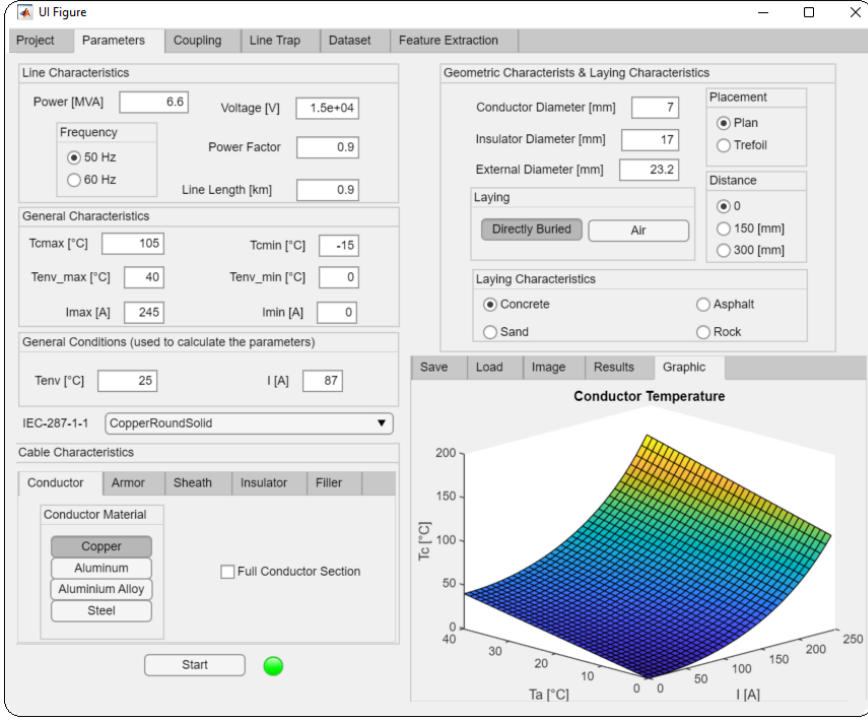 UI Figure
Project Parameters Coupling Line Trap Dataset Feature Extraction
Line Characteristics
Power [MVA] 6.6
Voltage [V] 1.5e+04
Frequency
50 Hz
60 Hz
Power Factor 0.9
Line Length [km] 0.9
General Characteristics
Tcmax [°C] 105 Tcmin [°C] -15
Tenv_max [°C] 40 Tenv_min [°C] 0
Imax [A] 245 Imin [A] 0
General Conditions (used to calculate the parameters)
Tenv [°C] 25 I [A] 87
IEC-287-1-1 CopperRoundSolid
Cable Characteristics
Conductor Armor Sheath Insulator Filler
Conductor Material
Copper
Aluminum
Aluminium Alloy
Steel
Full Conductor Section
Start
Geometric Characterists & Laying Characteristics
Conductor Diameter [mm] 7
Insulator Diameter [mm] 17
External Diameter [mm] 23.2
Placement
Plan
Trefoil
Laying
Directly Buried Air
Distance
0
150 [mm]
300 [mm]
Laying Characteristics
Concrete Asphalt
Sand Rock
Save Load Image Results Graphic
Conductor Temperature
200
150
100
50
0
Tc [°C]
40
30
20
10
0
Ta [°C]
0
50
100
150
200
250
I [A]